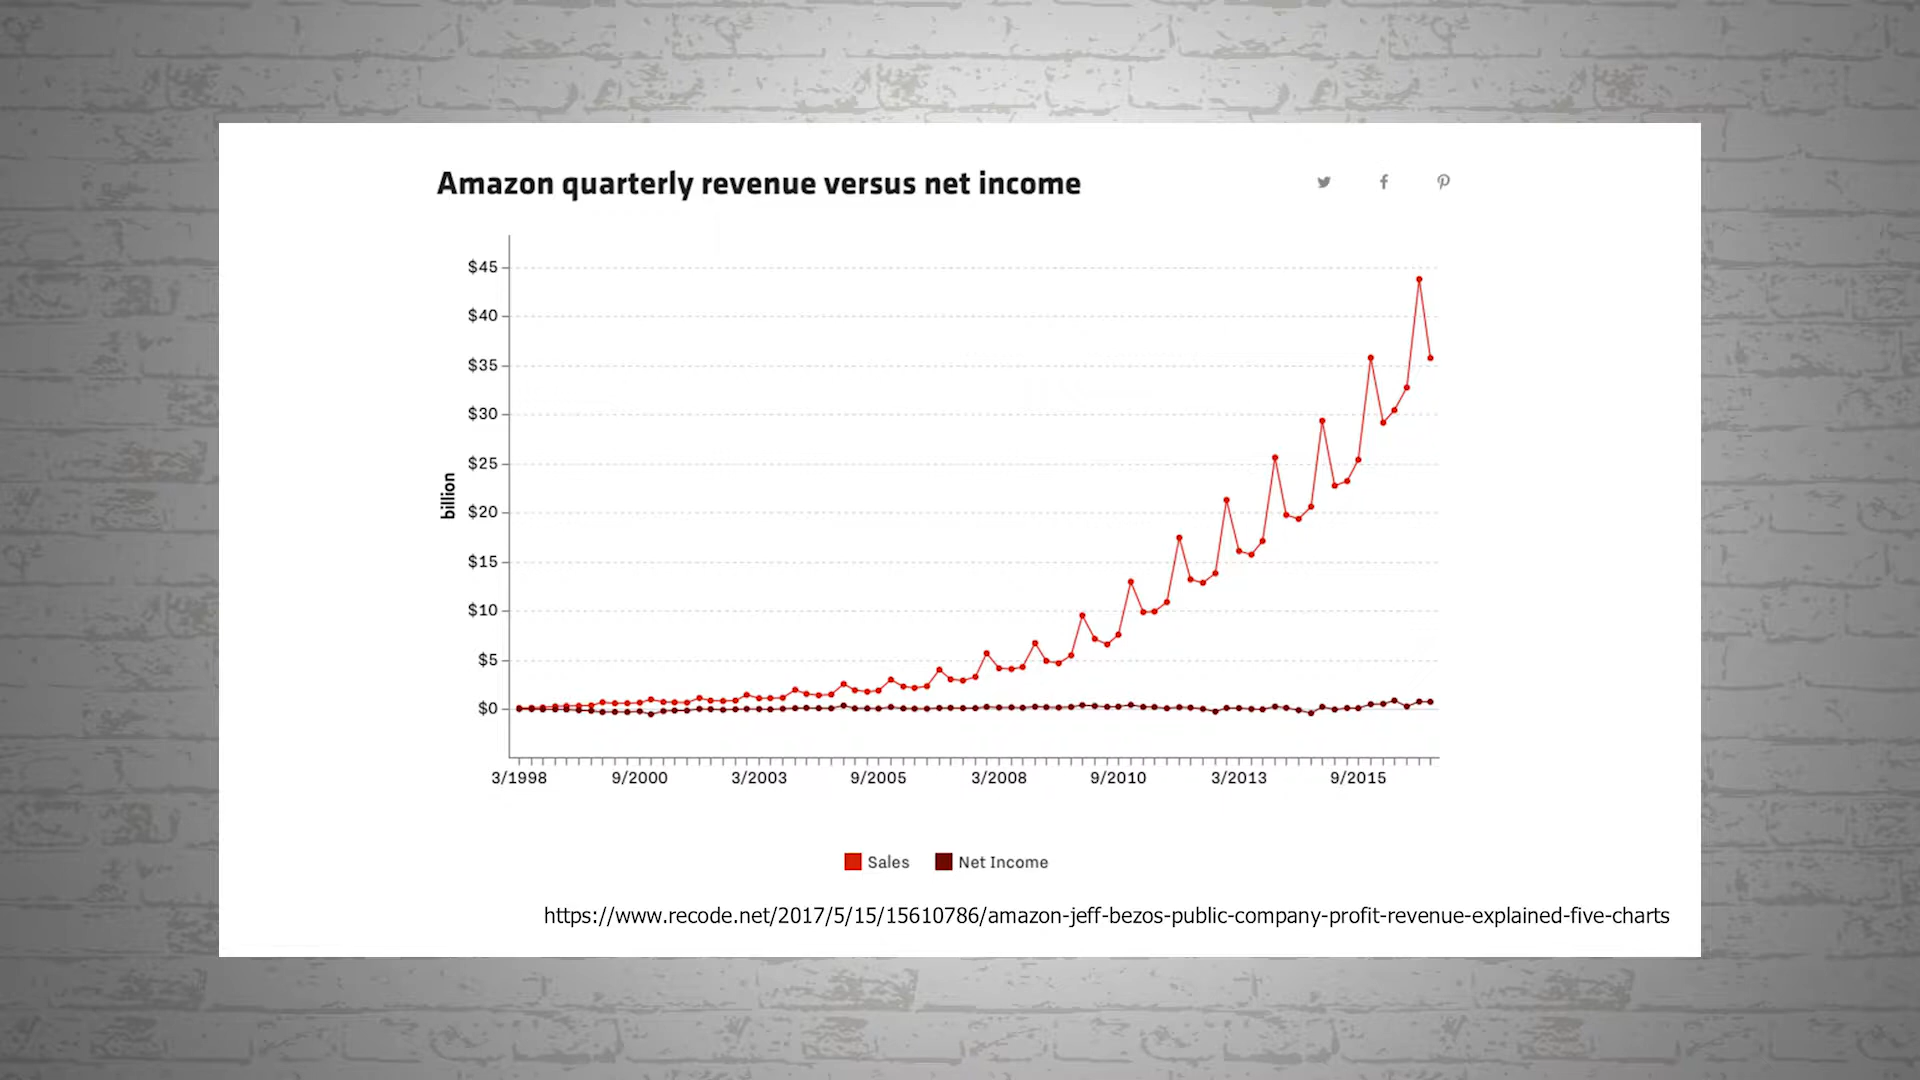 Amazon quarterly revenue versus net income
$45
$40
$35
$30
$25
$20
$15
$10
$5
$0
billion
3/1998 9/2000 3/2003 9/2005 3/2008 9/2010 3/2013 9/2015
Sales Net Income
https://www.recode.net/2017/5/15/15610786/amazon-jeff-bezos-public-company-profit-revenue-explained-five-charts